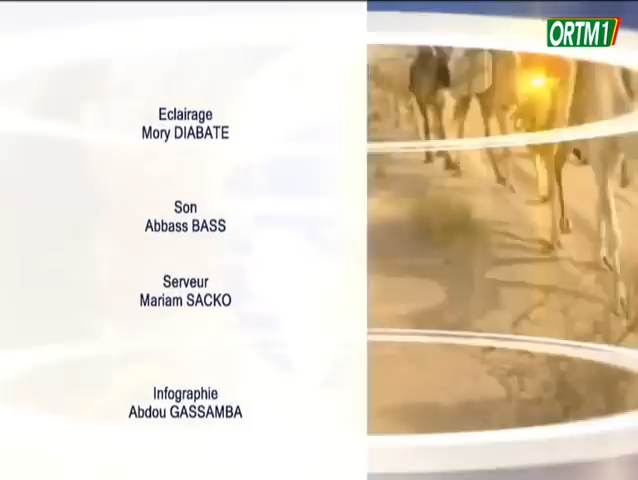 ORTM1
Eclairage
Mory DIABATE
Son
Abbass BASS
Serveur
Mariam SACKO
Infographie
Abdou GASSAMBA